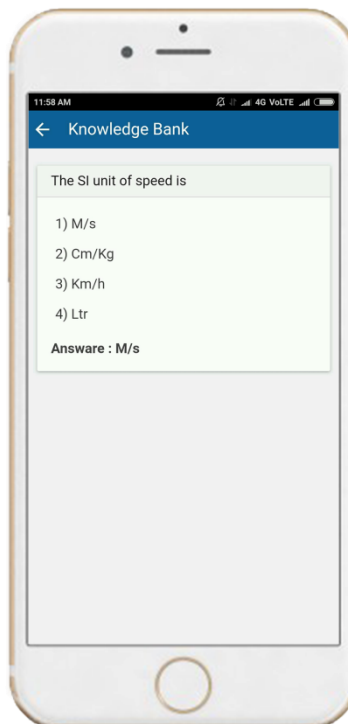 11:58 AM 4G VoLTE
Knowledge Bank
The SI unit of speed is
1) M/s
2) Cm/Kg
3) Km/h
4) Ltr
Answare : M/s